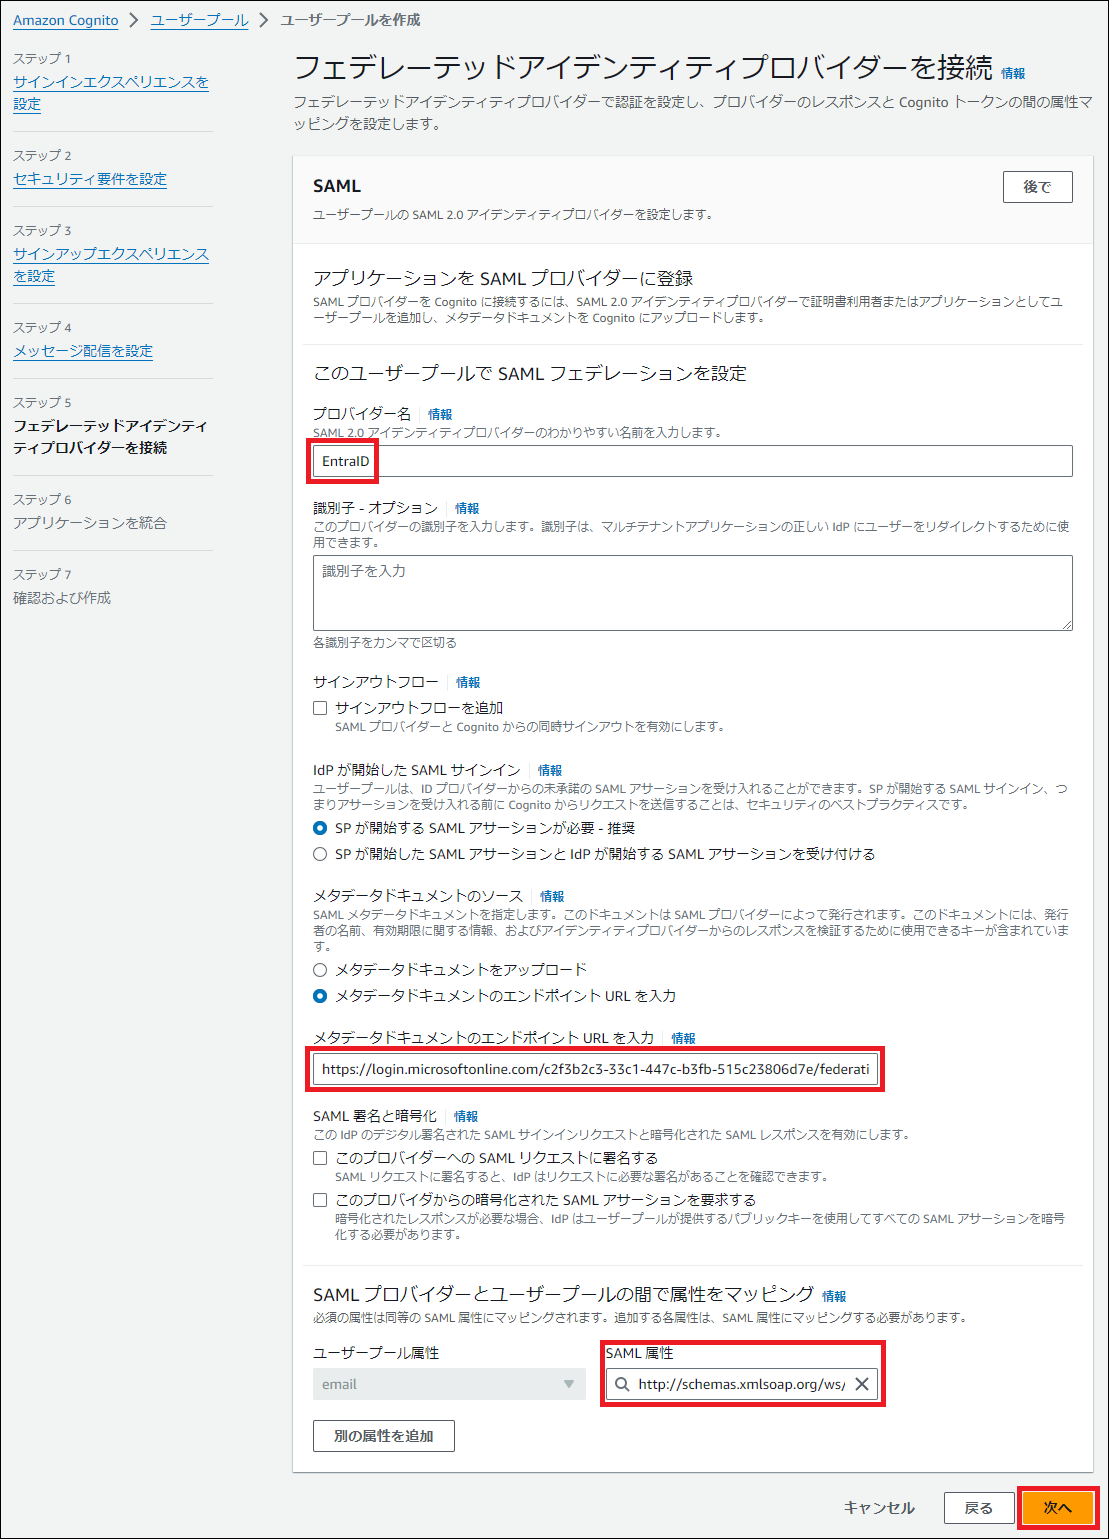 Amazon Cognito > ユーザープール > ユーザープールを作成
ステップ 1
サインインエクスペリエンスを
設定
ステップ 2
セキュリティ要件を設定
ステップ 3
サインアップエクスペリエンス
を設定
ステップ 4
メッセージ配信を設定
ステップ 5
フェデレーテッドアイデンティ
ティプロバイダーを接続
ステップ 6
アプリケーションを統合
ステップ 7
確認および作成
フェデレーテッドアイデンティティプロバイダーを接続 情報
フェデレーテッドアイデンティティプロバイダーで認証を設定し、プロバイダーのレスポンスと Cognito トークンの間の属性マ
ッピングを設定します。
SAML
後で
ユーザープールの SAML 2.0 アイデンティティプロバイダーを設定します。
アプリケーションを SAML プロバイダーに登録
SAML プロバイダーを Cognito に接続するには、SAML 2.0 アイデンティティプロバイダーで証明書利用者またはアプリケーションとしてユ
ーザープールを追加し、メタデータドキュメントを Cognito にアップロードします。
このユーザープールで SAML フェデレーションを設定
プロバイダー名 情報
SAML 2.0 アイデンティティプロバイダーのわかりやすい名前を入力します。
EntraID
識別子 - オプション 情報
このプロバイダーの識別子を入力します。識別子は、マルチテナントアプリケーションの正しい IdP にユーザーをリダイレクトするために使
用できます。
識別子を入力
各識別子をカンマで区切る
サインアウトフロー 情報
サインアウトフローを追加
SAML プロバイダーと Cognito からの同時サインアウトを有効にします。
IdP が開始した SAML サインイン 情報
ユーザープールは、ID プロバイダーからの未承諾の SAML アサーションを受け入れることができます。SP が開始する SAML サインイン、つ
まりアサーションを受け入れる前に Cognito からリクエストを送信することは、セキュリティのベストプラクティスです。
SP が開始する SAML アサーションが必要 - 推奨
SP が開始した SAML アサーションと IdP が開始する SAML アサーションを受け付ける
メタデータドキュメントのソース 情報
SAML メタデータドキュメントを指定します。このドキュメントは SAML プロバイダーによって発行されます。このドキュメントには、発行
者の名前、有効期限に関する情報、およびアイデンティティプロバイダーからのレスポンスを検証するために使用できるキーが含まれていま
す。
メタデータドキュメントをアップロード
メタデータドキュメントのエンドポイント URL を入力
メタデータドキュメントのエンドポイント URL を入力 情報
https://login.microsoftonline.com/c2f3b2c3-33c1-447c-b3fb-515c23806d7e/federati
SAML 署名と暗号化 情報
この IdP のデジタル署名された SAML サインインリクエストと暗号化された SAML レスポンスを有効にします。
このプロバイダーへの SAML リクエストに署名する
SAML リクエストに署名すると、IdP はリクエストに必要な署名があることを確認できます。
このプロバイダからの暗号化された SAML アサーションを要求する
暗号化されたレスポンスが必要な場合、IdP はユーザープールが提供するパブリックキーを使用してすべての SAML アサーションを暗号
化する必要があります。
SAML プロバイダーとユーザープールの間で属性をマッピング 情報
必須の属性は同等の SAML 属性にマッピングされます。追加する各属性は、SAML 属性にマッピングする必要があります。
ユーザープール属性
SAML 属性
email
http://schemas.xmlsoap.org/ws/
別の属性を追加
キャンセル
戻る
次へ